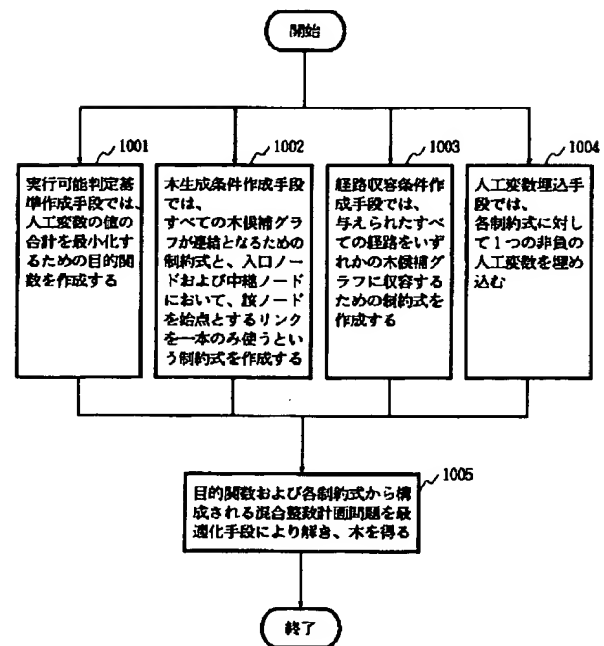 開始
1001
実行可能判定基
準作成手段では、
人工変数の値の
合計を最小化す
るための目的関
数を作成する
1002
木生成条件作成手段
では、
すべての木候補グラ
フが連結となるための
制約式と、入口ノー
ドおよび中継ノード
において、該ノード
を始点とするリンク
を一本のみ使うとい
う制約式を作成する
1003
経路収容条件作
成手段では、
与えられたすべ
ての経路をいずれ
かの木候補グ
ラフに収容する
ための制約式を
作成する
1004
人工変数埋込手
段では、
各制約式に対し
て1つの非負の
人工変数を埋め
込む
1005
目的関数および各制約式から構
成される混合整数計画問題を最
適化手段により解き、木を得る
終了